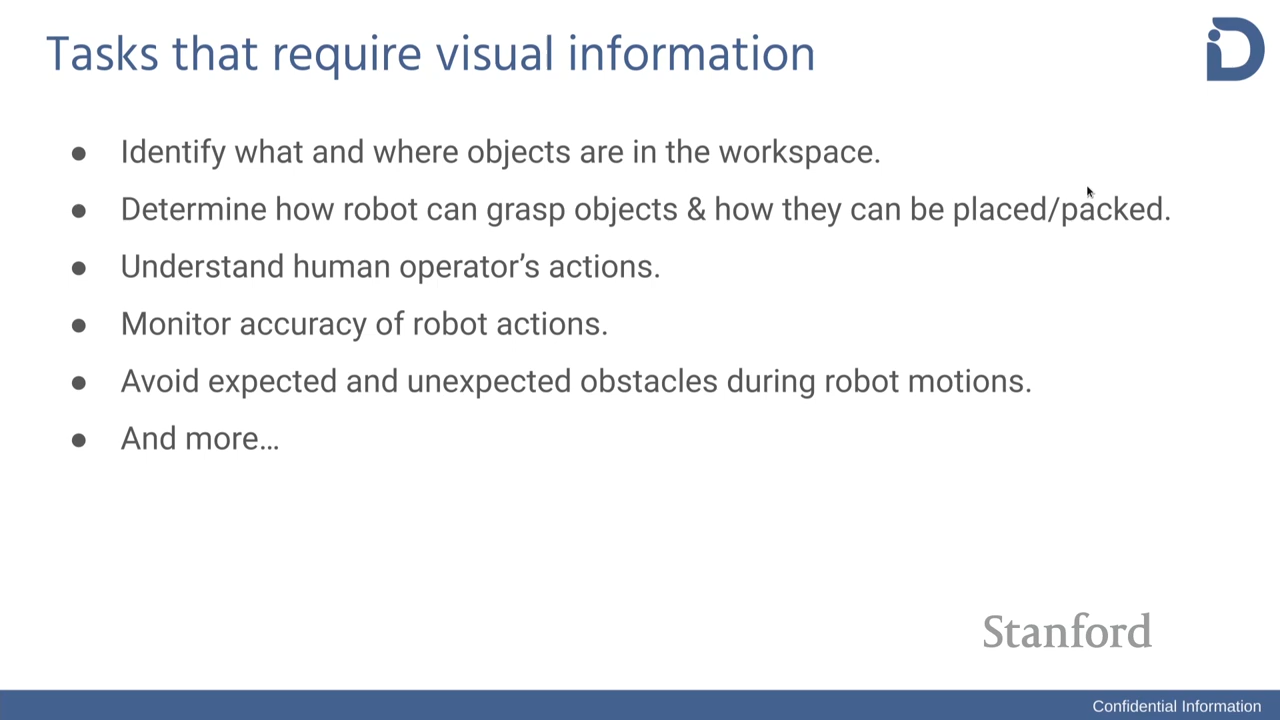 Tasks that require visual information
● Identify what and where objects are in the workspace.
● Determine how robot can grasp objects & how they can be placed/packed.
● Understand human operator’s actions.
● Monitor accuracy of robot actions.
● Avoid expected and unexpected obstacles during robot motions.
● And more…
Stanford
Confidential Information